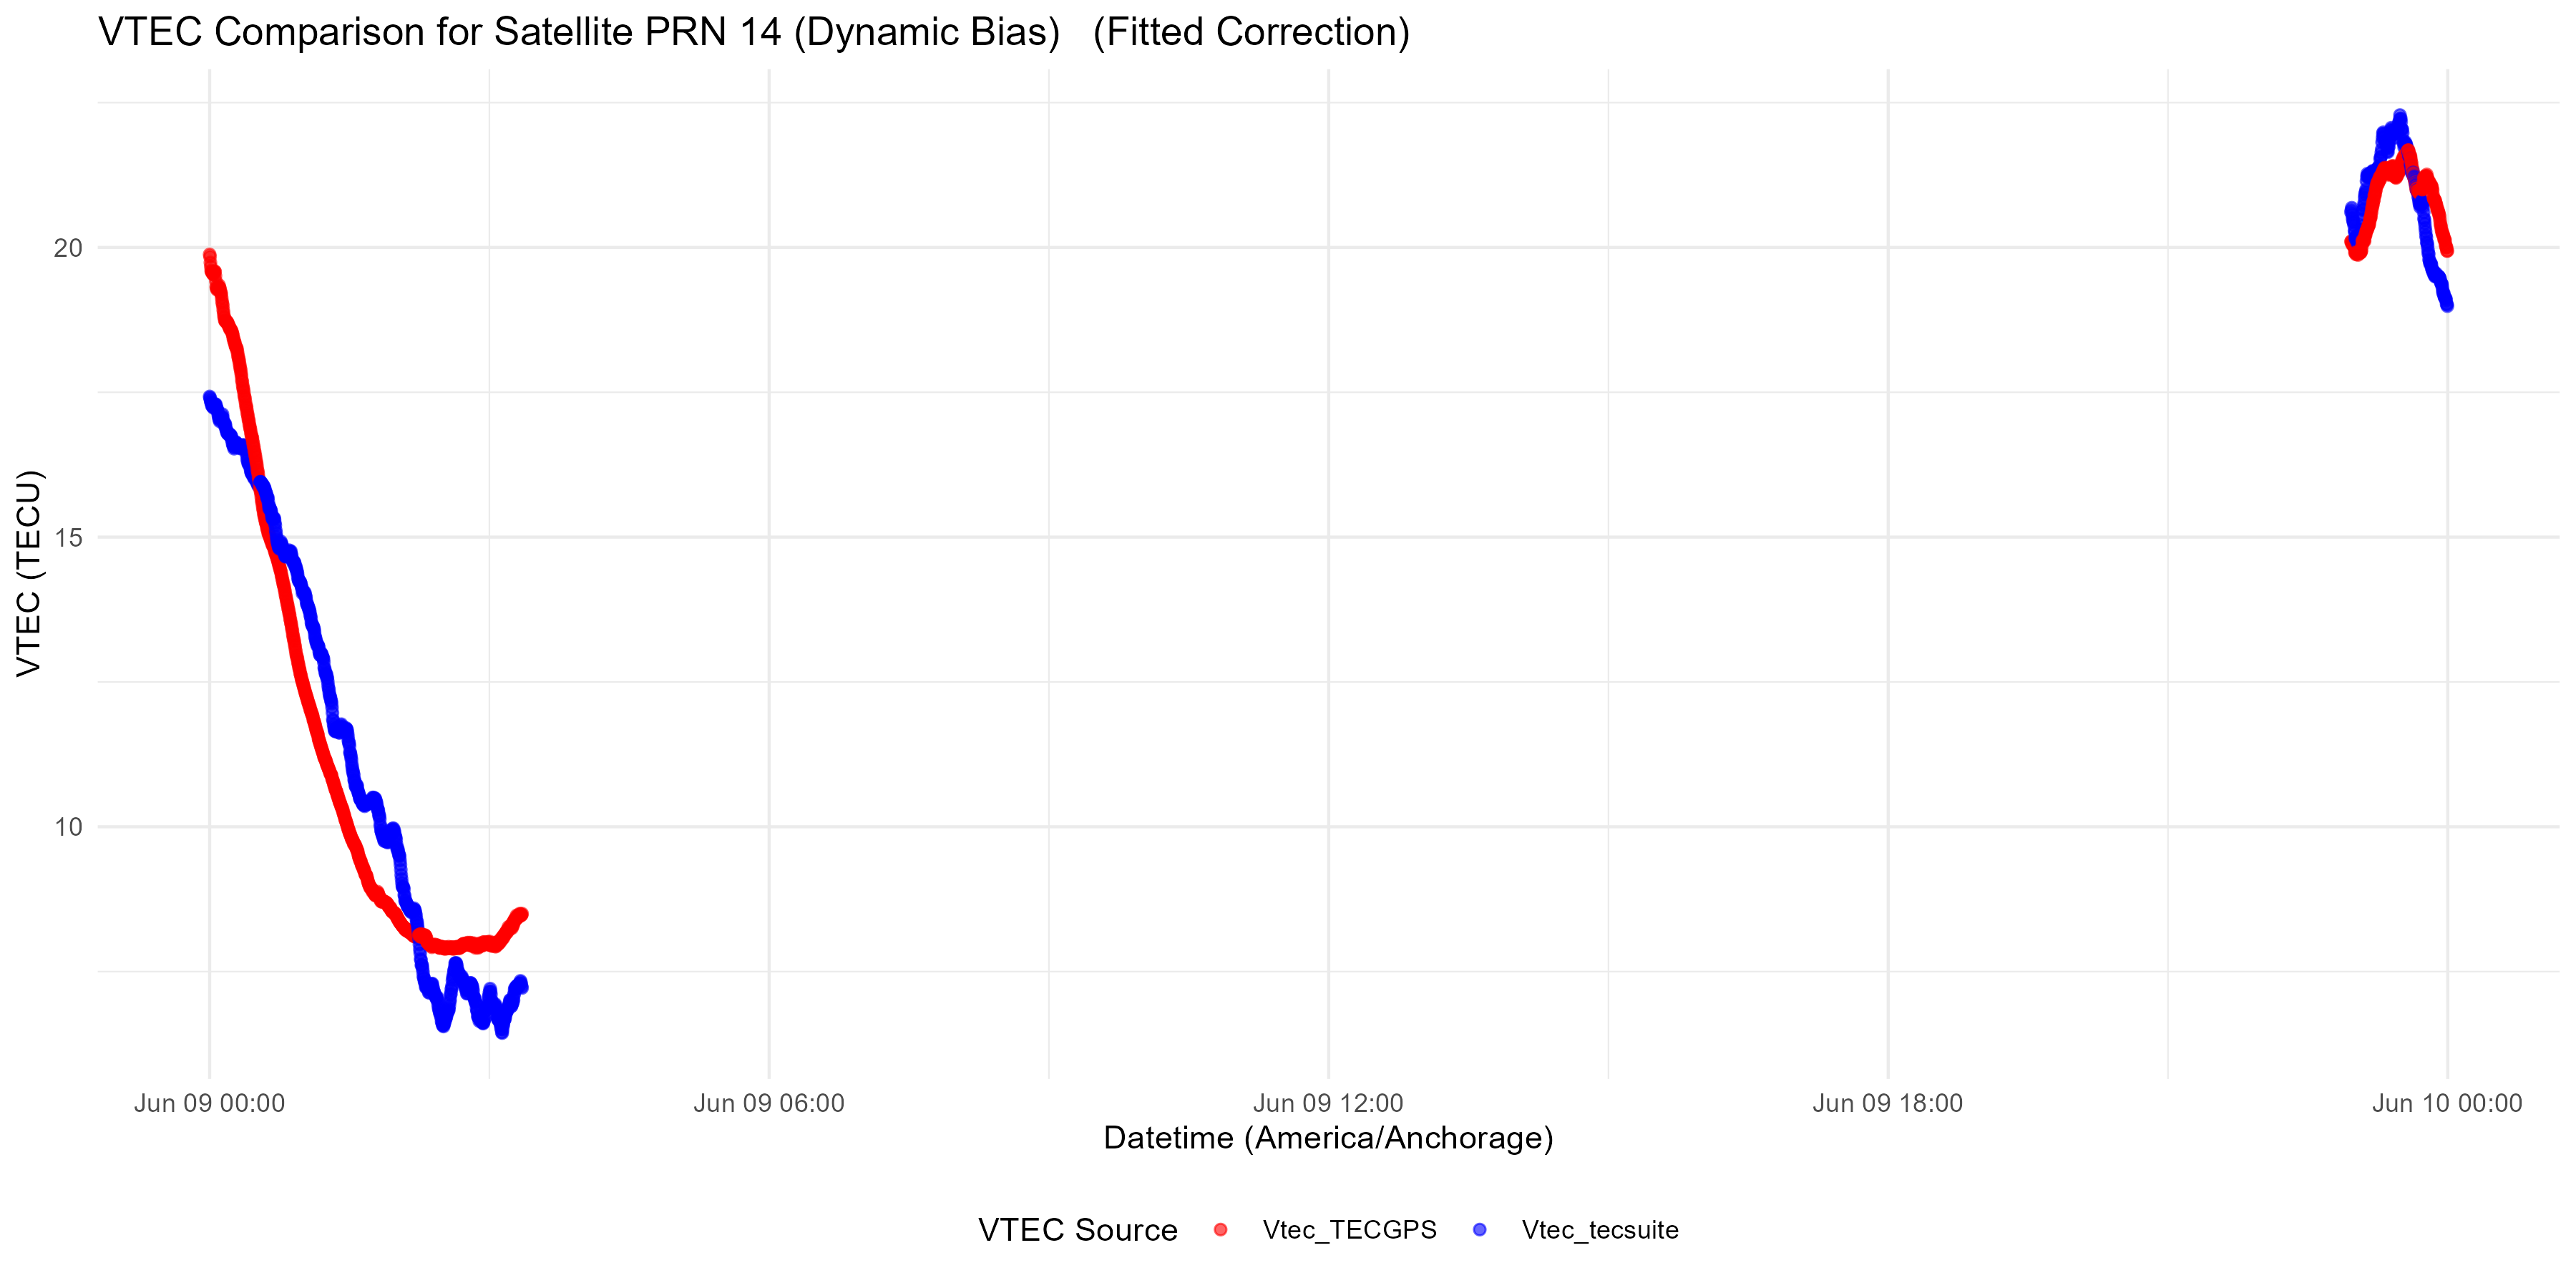 VTEC Comparison for Satellite PRN 14 (Dynamic Bias)   (Fitted Correction)
VTEC (TECU)
20
15
10
Jun 09 00:00
Jun 09 06:00
Jun 09 12:00
Jun 09 18:00
Jun 10 00:00
Datetime (America/Anchorage)
VTEC Source
Vtec_TECGPS
Vtec_tecsuite